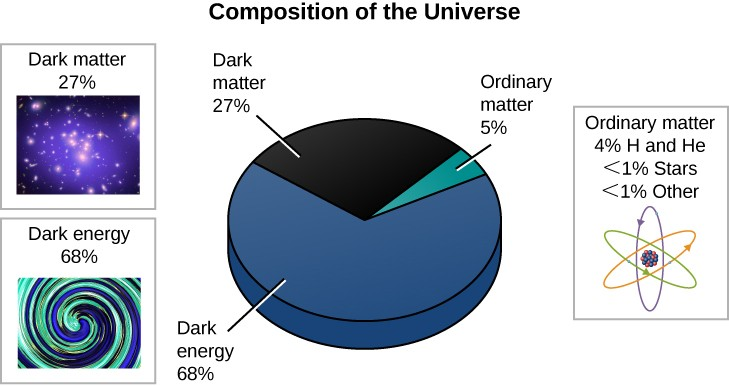 Composition of the Universe
Dark matter
27%
Dark energy
68%
Dark
matter
27%
Ordinary
matter
5%
Dark
energy
68%
Ordinary matter
4% H and He
<1% Stars
<1% Other